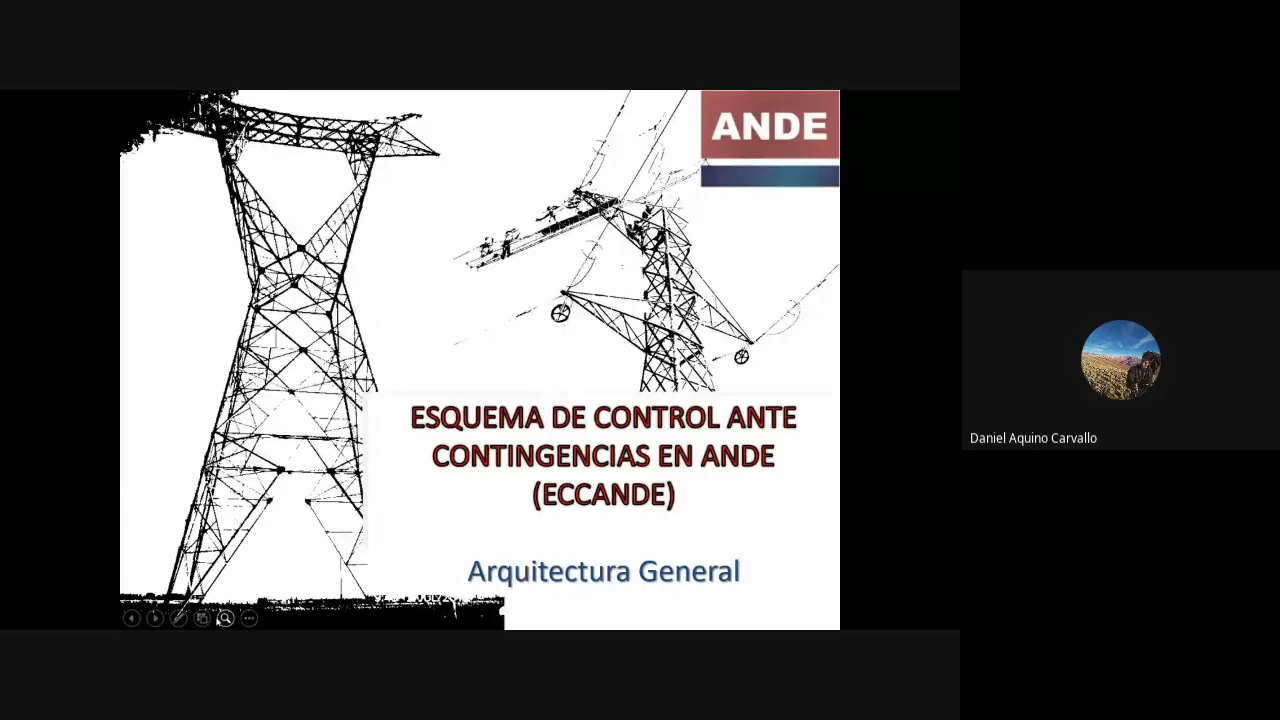 ANDE
ESQUEMA DE CONTROL ANTE
CONTINGENCIAS EN ANDE
(ECCANDE)
Arquitectura General
Daniel Aquino Carvallo